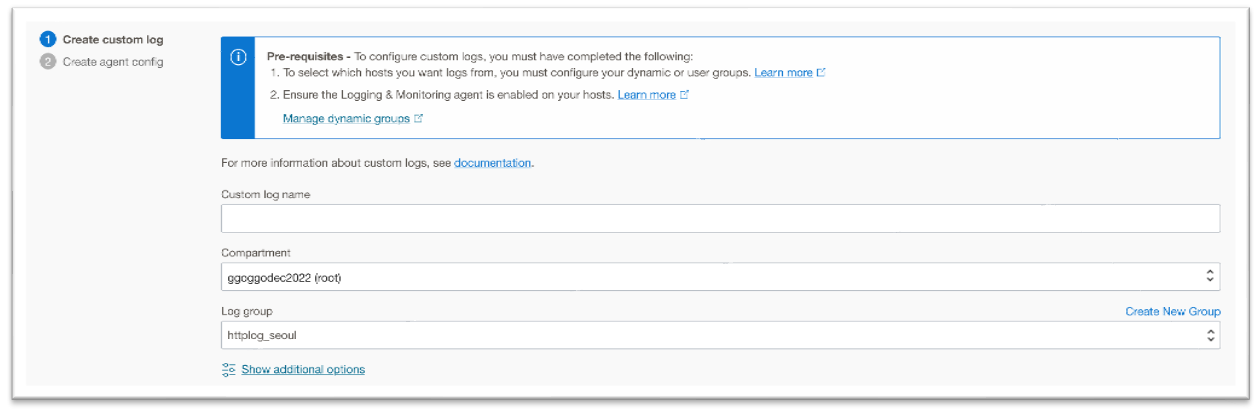 1 Create custom log
2 Create agent config
Pre-requisites - To configure custom logs, you must have completed the following:
1. To select which hosts you want logs from, you must configure your dynamic or user groups. Learn more
2. Ensure the Logging & Monitoring agent is enabled on your hosts. Learn more
Manage dynamic groups
For more information about custom logs, see documentation.
Custom log name
Compartment
ggoggodec2022 (root)
Log group
Create New Group
httplog_seoul
Show additional options